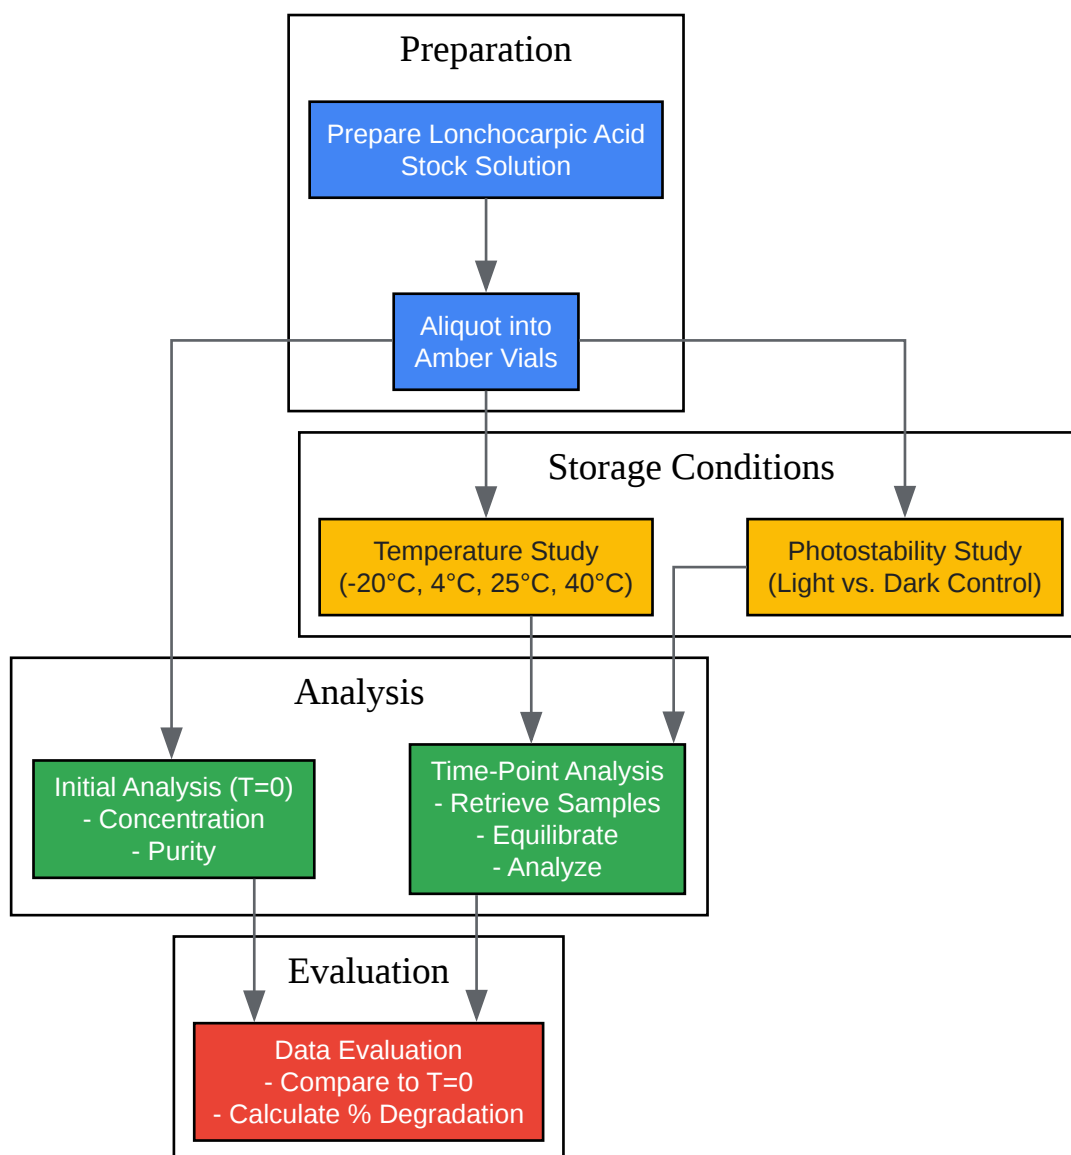 Preparation
Prepare Lonchocarpic Acid
Stock Solution
Aliquot into
Amber Vials
Storage Conditions
Temperature Study
(-20°C, 4°C, 25°C, 40°C)
Photostability Study
(Light vs. Dark Control)
Analysis
Initial Analysis (T=0)
- Concentration
- Purity
Time-Point Analysis
- Retrieve Samples
- Equilibrate
- Analyze
Evaluation
Data Evaluation
- Compare to T=0
- Calculate % Degradation